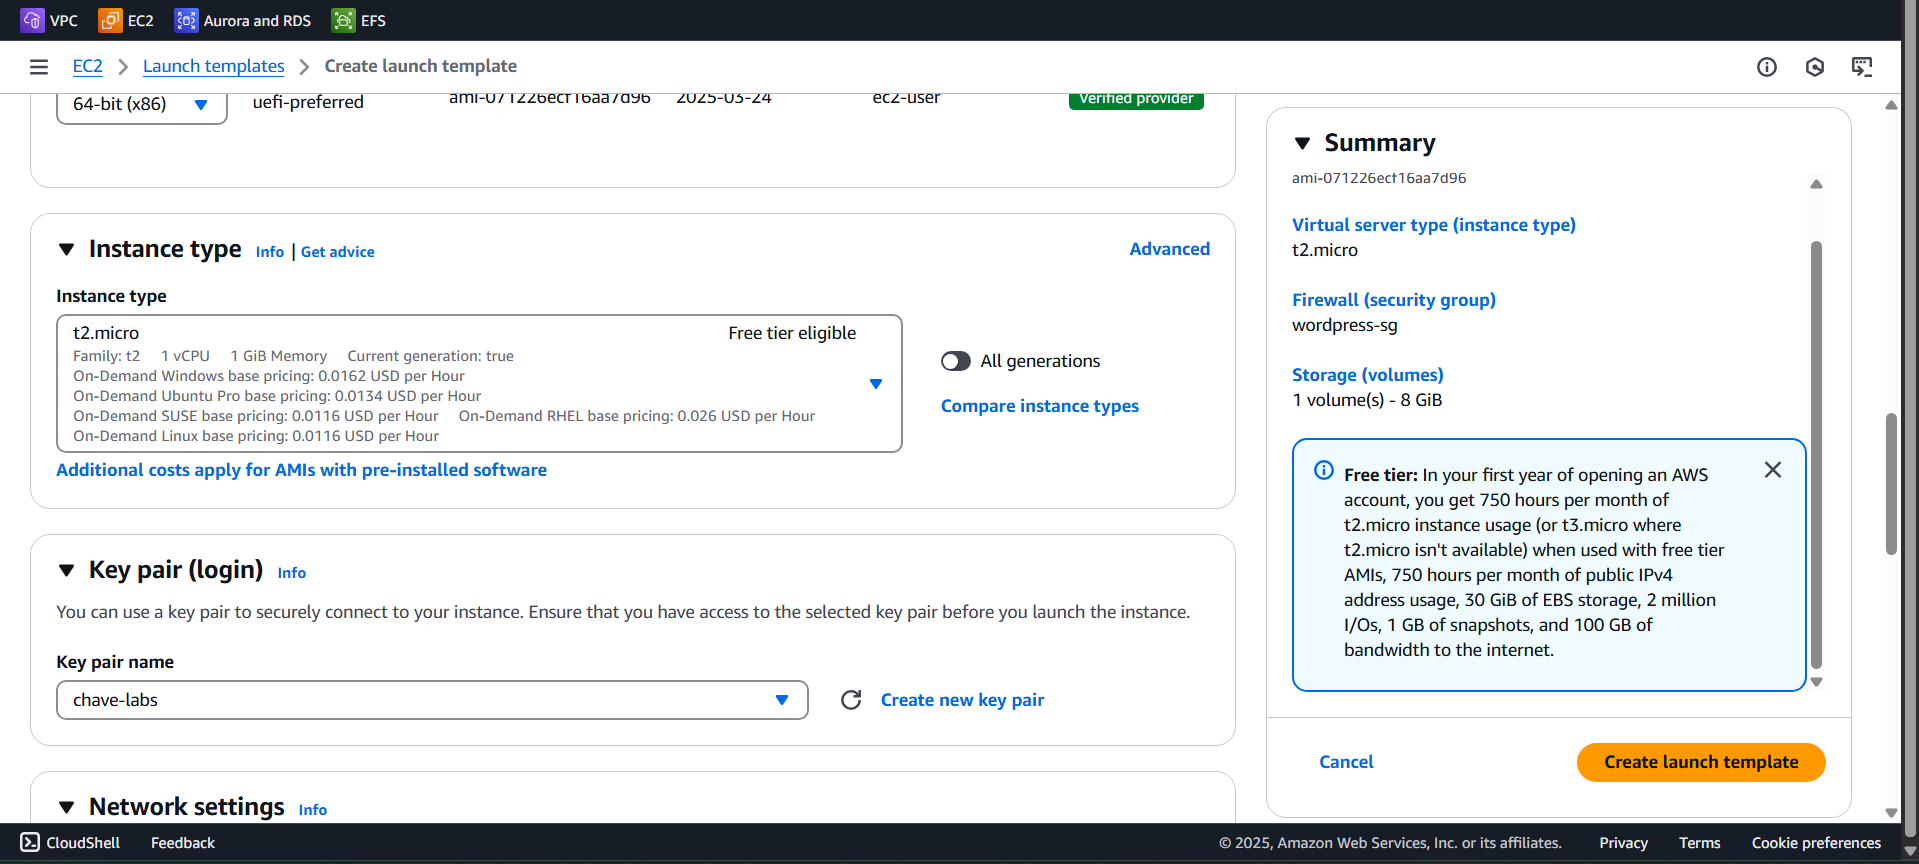 VPC EC2 Aurora and RDS EFS
EC2 > Launch templates > Create launch template
64-bit (x86) uefi-preferred ami-071226ecf16aa7d96 2025-03-24 ec2-user Verified provider
Instance type Info | Get advice Advanced
Instance type
t2.micro Free tier eligible
Family: t2 1 vCPU 1 GiB Memory Current generation: true
On-Demand Windows base pricing: 0.0162 USD per Hour
On-Demand Ubuntu Pro base pricing: 0.0134 USD per Hour
On-Demand SUSE base pricing: 0.0116 USD per Hour On-Demand RHEL base pricing: 0.026 USD per Hour
On-Demand Linux base pricing: 0.0116 USD per Hour
All generations
Compare instance types
Additional costs apply for AMIs with pre-installed software
Key pair (login) Info
You can use a key pair to securely connect to your instance. Ensure that you have access to the selected key pair before you launch the instance.
Key pair name
chave-labs Create new key pair
Network settings Info
Summary
ami-071226ecf16aa7d96
Virtual server type (instance type)
t2.micro
Firewall (security group)
wordpress-sg
Storage (volumes)
1 volume(s) - 8 GiB
Free tier: In your first year of opening an AWS
account, you get 750 hours per month of
t2.micro instance usage (or t3.micro where
t2.micro isn't available) when used with free tier
AMIs, 750 hours per month of public IPv4
address usage, 30 GiB of EBS storage, 2 million
I/Os, 1 GB of snapshots, and 100 GB of
bandwidth to the internet.
Cancel Create launch template
CloudShell Feedback © 2025, Amazon Web Services, Inc. or its affiliates. Privacy Terms Cookie preferences